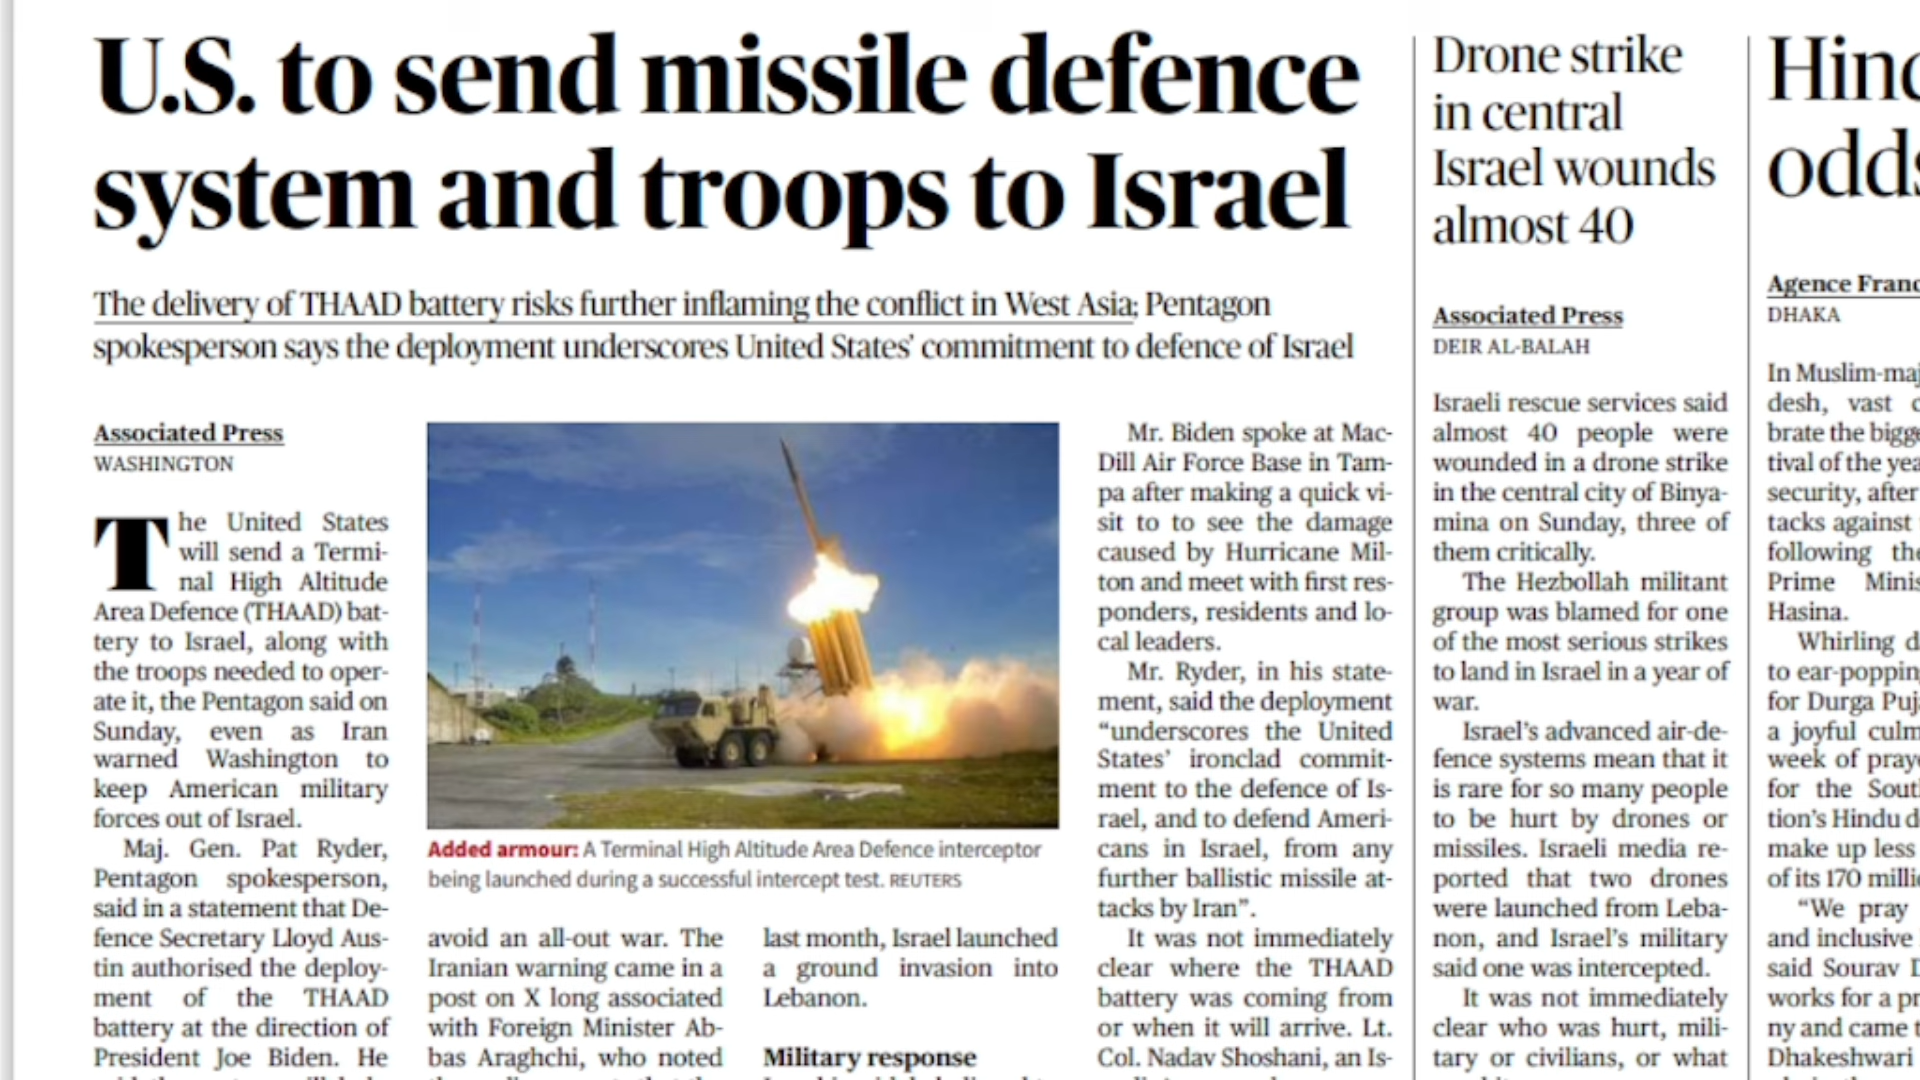 U.S. to send missile defence
system and troops to Israel
The delivery of THAAD battery risks further inflaming the conflict in West Asia; Pentagon
spokesperson says the deployment underscores United States’ commitment to defence of Israel
Associated Press
WASHINGTON
The United States
will send a Termi-
nal High Altitude
Area Defence (THAAD) bat-
tery to Israel, along with
the troops needed to oper-
ate it, the Pentagon said on
Sunday, even as Iran
warned Washington to
keep American military
forces out of Israel.
Maj. Gen. Pat Ryder,
Pentagon spokesperson,
said in a statement that De-
fence Secretary Lloyd Aus-
tin authorised the deploy-
ment of the THAAD
battery at the direction of
President Joe Biden. He
Added armour: A Terminal High Altitude Area Defence interceptor
being launched during a successful intercept test. REUTERS
avoid an all-out war. The
Iranian warning came in a
post on X long associated
with Foreign Minister Ab-
bas Araghchi, who noted
last month, Israel launched
a ground invasion into
Lebanon.
Military response
Mr. Biden spoke at Mac-
Dill Air Force Base in Tam-
pa after making a quick vi-
sit to to see the damage
caused by Hurricane Mil-
ton and meet with first res-
ponders, residents and lo-
cal leaders.
Mr. Ryder, in his state-
ment, said the deployment
“underscores the United
States’ ironclad commit-
ment to the defence of Is-
rael, and to defend Ameri-
cans in Israel, from any
further ballistic missile at-
tacks by Iran”.
It was not immediately
clear where the THAAD
battery was coming from
or when it will arrive. Lt.
Col. Nadav Shoshani, an Is-
Drone strike
in central
Israel wounds
almost 40
Associated Press
DEIR AL-BALAH
Israeli rescue services said
almost 40 people were
wounded in a drone strike
in the central city of Binya-
mina on Sunday, three of
them critically.
The Hezbollah militant
group was blamed for one
of the most serious strikes
to land in Israel in a year of
war.
Israel’s advanced air-de-
fence systems mean that it
is rare for so many people
to be hurt by drones or
missiles. Israeli media re-
ported that two drones
were launched from Leba-
non, and Israel’s military
said one was intercepted.
It was not immediately
clear who was hurt, mili-
tary or civilians, or what
Hind
odds
Agence Franc
DHAKA
In Muslim-maj
desh, vast c
brate the bigge
tival of the yea
security, after
tacks against
following the
Prime Minis
Hasina.
Whirling d
to ear-popping
for Durga Puj
a joyful culm
week of praye
for the Sout
tion’s Hindu d
make up less
of its 170 millio
“We pray
and inclusive
said Sourav D
works for a pr
ny and came t
Dhakeshwari